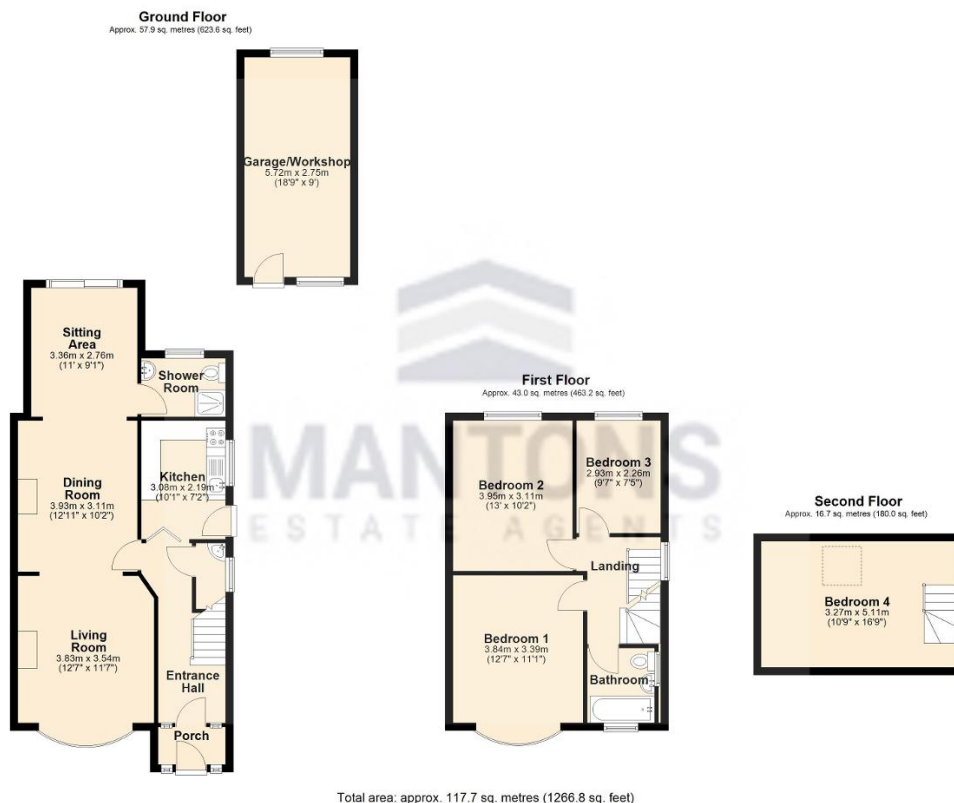 Ground Floor
Approx. 57.9 sq. metres (623.6 sq. feet)
Garage/Workshop
5.72m x 2.75m
(18'9" x 9')
Sitting
Area
3.36m x 2.76m
(11' x 9'1")
Shower
Room
Kitchen
3.08m x 2.19m
(10'1" x 7'2")
Dining
Room
3.93m x 3.11m
(12'11" x 10'2")
Living
Room
3.83m x 3.54m
(12'7" x 11'7")
Entrance
Hall
Porch
First Floor
Approx. 43.0 sq. metres (463.2 sq. feet)
Bedroom 2
3.95m x 3.11m
(13' x 10'2")
Bedroom 3
2.93m x 2.26m
(9'7" x 7'5")
Landing
Bedroom 1
3.84m x 3.39m
(12'7" x 11'1")
Bathroom
Second Floor
Approx. 16.7 sq. metres (180.0 sq. feet)
Bedroom 4
3.27m x 5.11m
(10'9" x 16'9")
MANTONS
ESTATE AGENTS
Total area: approx. 117.7 sq. metres (1266.8 sq. feet)